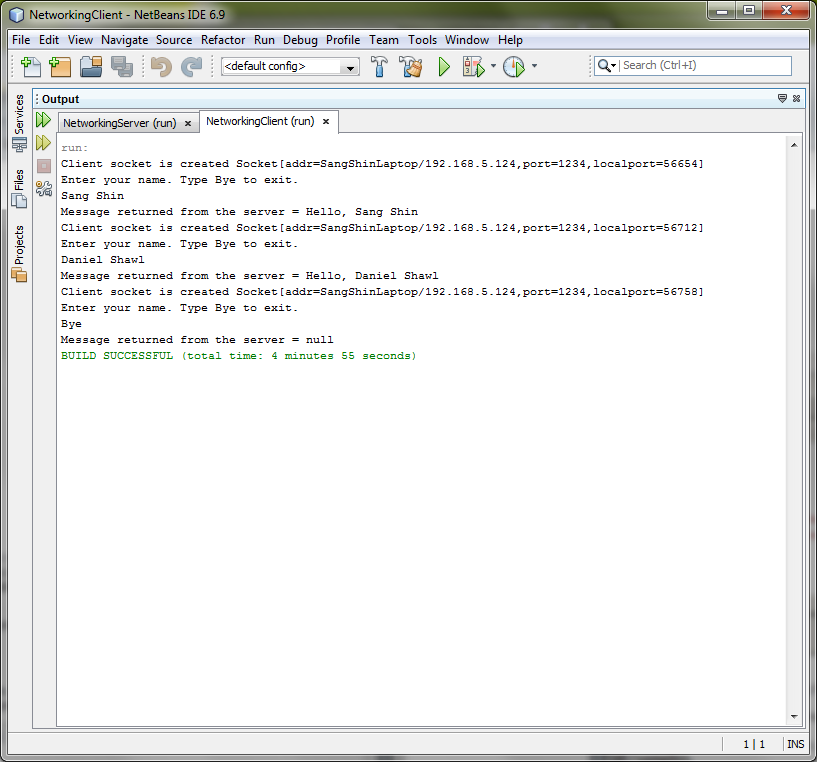 NetworkingClient - NetBeans IDE 6.9
File Edit View Navigate Source Refactor Run Debug Profile Team Tools Window Help
<default config>
Search (Ctrl+I)
Services
Files
Projects
Output
NetworkingServer (run) NetworkingClient (run)
run:
Client socket is created Socket[addr=SangShinLaptop/192.168.5.124,port=1234,localport=56654]
Enter your name. Type Bye to exit.
Sang Shin
Message returned from the server = Hello, Sang Shin
Client socket is created Socket[addr=SangShinLaptop/192.168.5.124,port=1234,localport=56712]
Enter your name. Type Bye to exit.
Daniel Shawl
Message returned from the server = Hello, Daniel Shawl
Client socket is created Socket[addr=SangShinLaptop/192.168.5.124,port=1234,localport=56758]
Enter your name. Type Bye to exit.
Bye
Message returned from the server = null
BUILD SUCCESSFUL (total time: 4 minutes 55 seconds)
1 | 1 INS